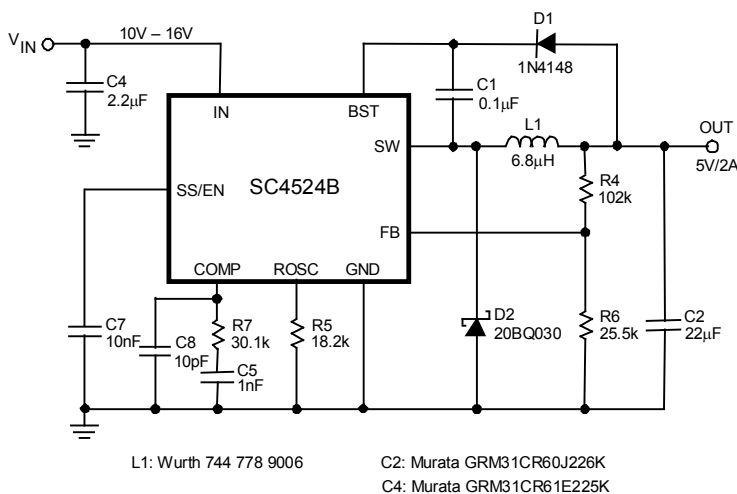 V IN
10V – 16V
D1
1N4148
C4
2.2μF
C1
0.1μF
IN
BST
L1
6.8μH
OUT
5V/2A
SW
SS/EN
SC4524B
R4
102k
FB
COMP
ROSC
GND
C7
10nF
C8
10pF
R7
30.1k
C5
1nF
R5
18.2k
D2
20BQ030
R6
25.5k
C2
22μF
L1: Wurth 744 778 9006
C2: Murata GRM31CR60J226K
C4: Murata GRM31CR61E225K